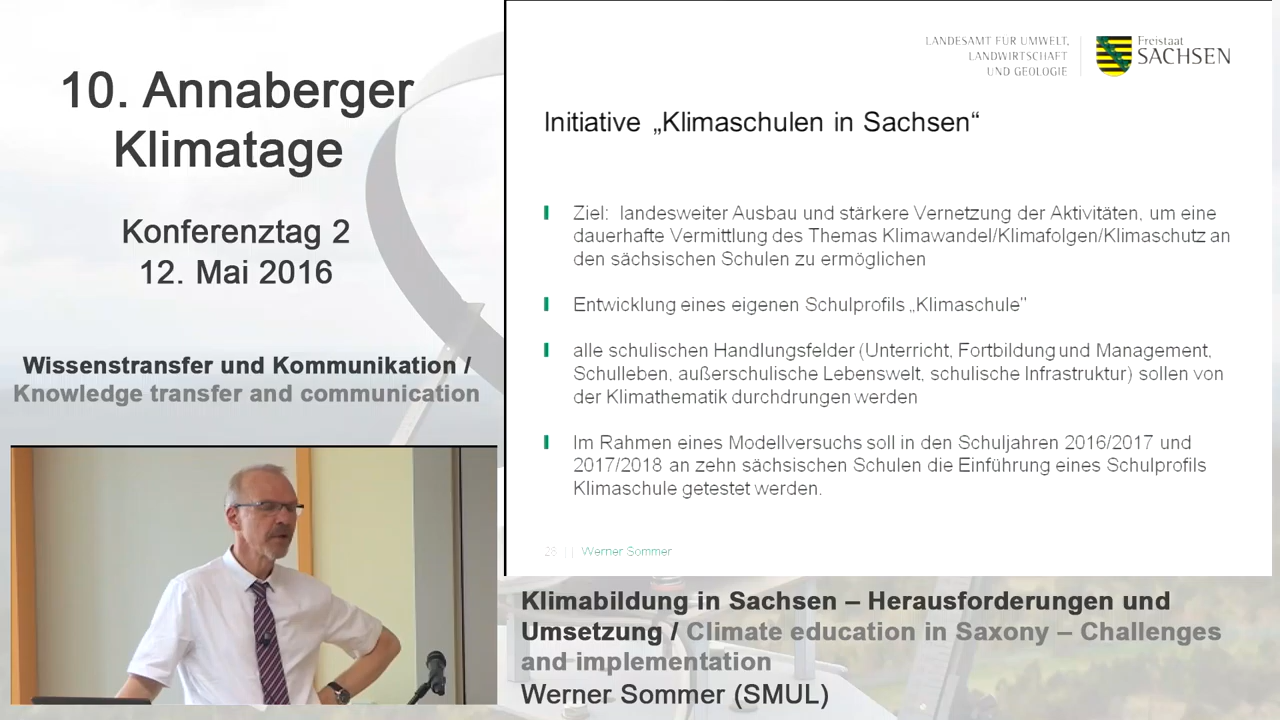 10. Annaberger
Klimatage
Konferenztag 2
12. Mai 2016
Wissenstransfer und Kommunikation /
Knowledge transfer and communication
LANDESAMT FÜR UMWELT,
LANDWIRTSCHAFT
UND GEOLOGIE
Freistaat
SACHSEN
Initiative „Klimaschulen in Sachsen“
Ziel: landesweiter Ausbau und stärkere Vernetzung der Aktivitäten, um eine
dauerhafte Vermittlung des Themas Klimawandel/Klimafolgen/Klimaschutz an
den sächsischen Schulen zu ermöglichen
Entwicklung eines eigenen Schulprofils „Klimaschule"
alle schulischen Handlungsfelder (Unterricht, Fortbildung und Management,
Schulleben, außerschulische Lebenswelt, schulische Infrastruktur) sollen von
der Klimathematik durchdrungen werden
Im Rahmen eines Modellversuchs soll in den Schuljahren 2016/2017 und
2017/2018 an zehn sächsischen Schulen die Einführung eines Schulprofils
Klimaschule getestet werden.
28 || Werner Sommer
Klimabildung in Sachsen – Herausforderungen und
Umsetzung / Climate education in Saxony – Challenges
and implementation
Werner Sommer (SMUL)